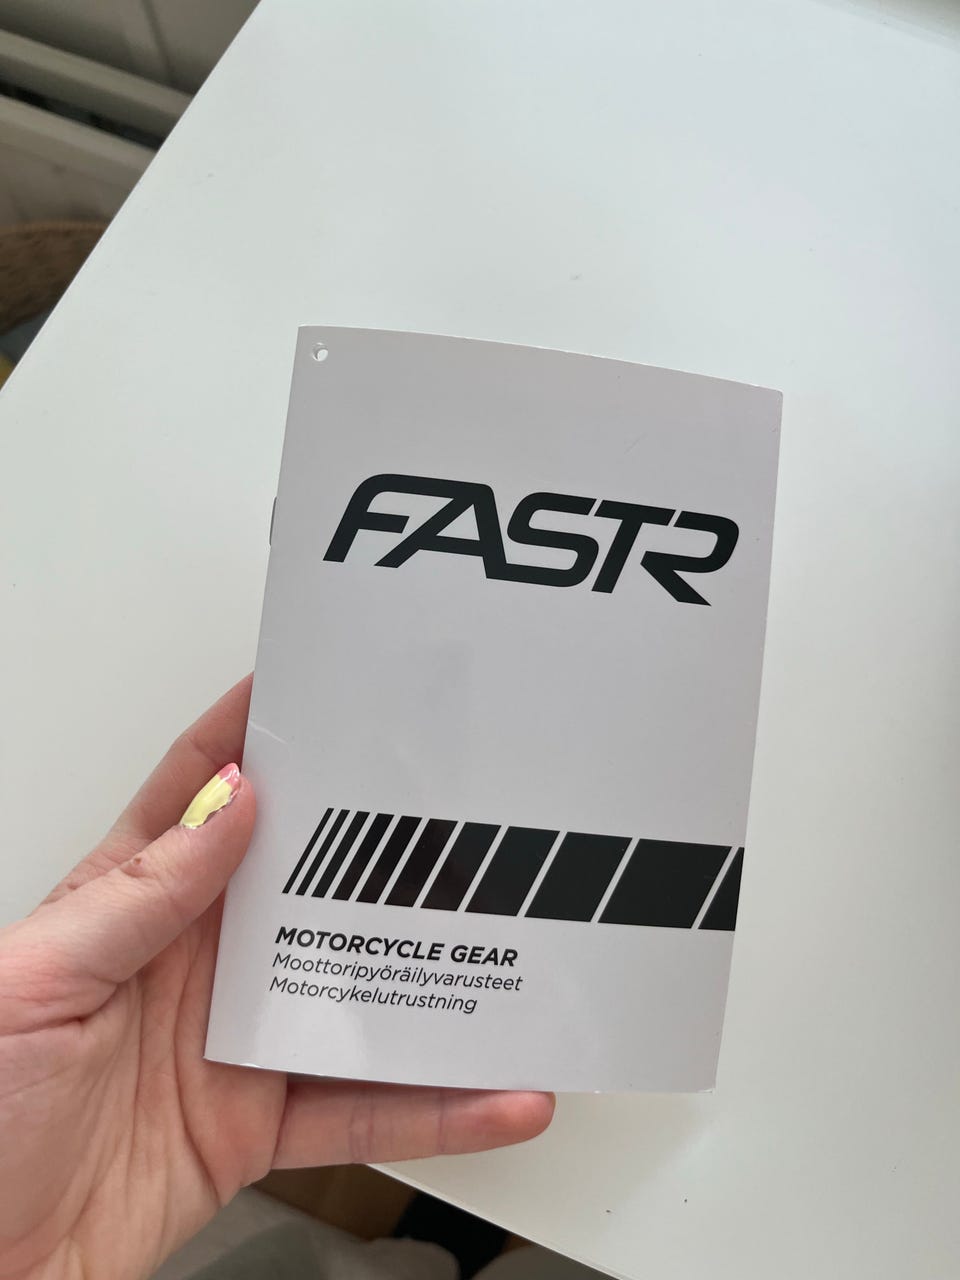 FASTR
MOTORCYCLE GEAR
Moottoripyöräilyvarusteet
Motorcykelutrustning